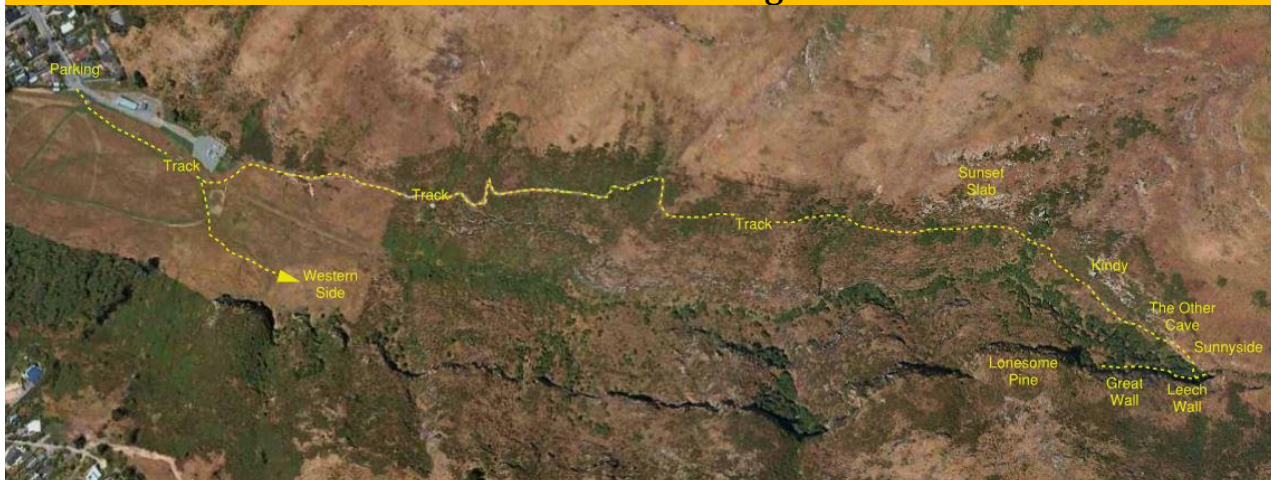 Parking
Track
Track
Track
Sunset
Slab
Western
Side
Kindy
The Other
Cave
Sunnyside
Lonesome
Pine
Great
Wall
Leech
Wall